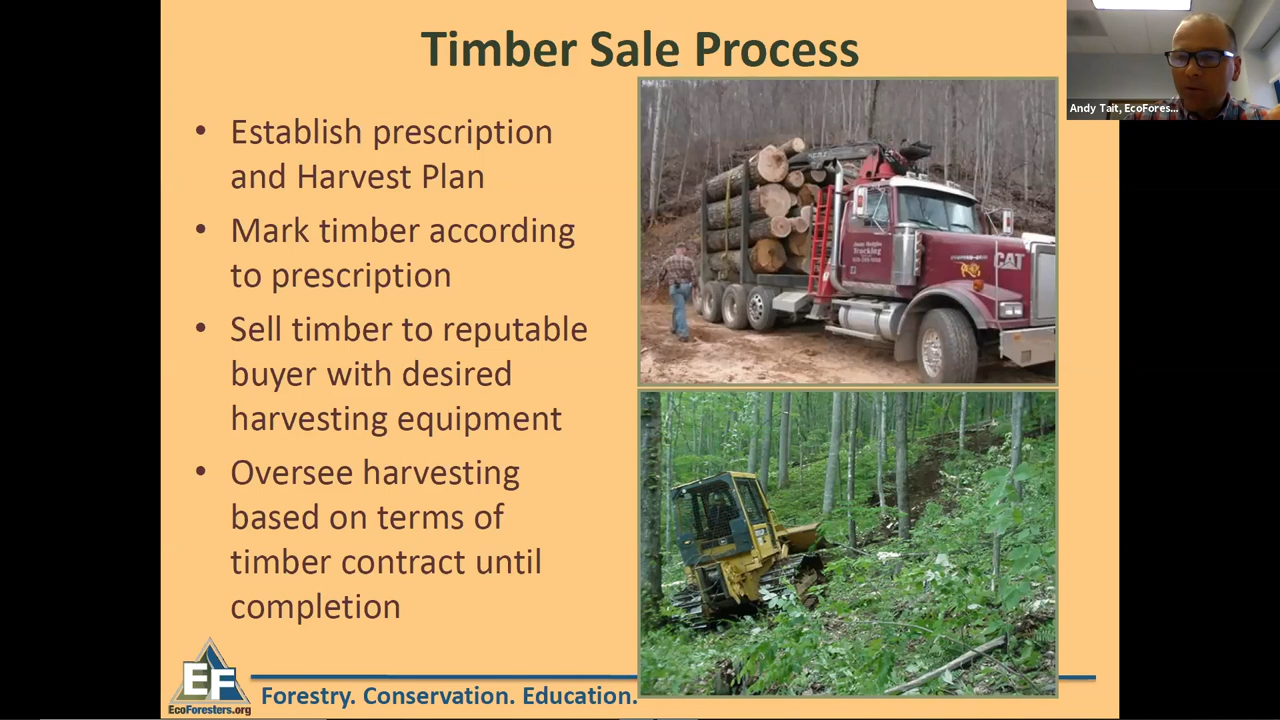 Timber Sale Process
Andy Tait, EcoFores...
• Establish prescription
and Harvest Plan
• Mark timber according
to prescription
• Sell timber to reputable
buyer with desired
harvesting equipment
• Oversee harvesting
based on terms of
timber contract until
completion
Trucking
CAT
EF
EcoForesters.org
Forestry. Conservation. Education.